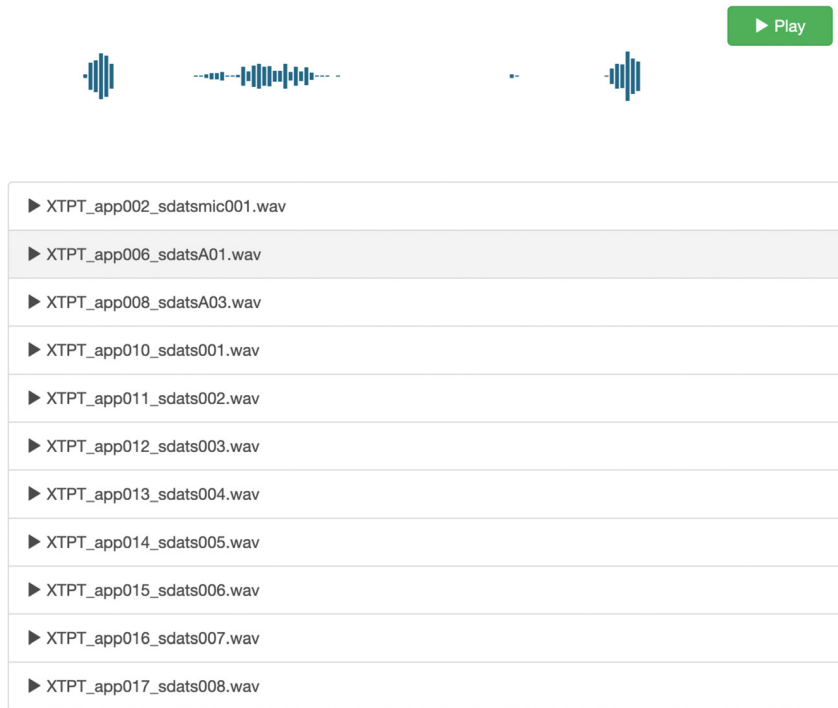 Play
XTPT_app002_sdatsmic001.wav
XTPT_app006_sdatsA01.wav
XTPT_app008_sdatsA03.wav
XTPT_app010_sdats001.wav
XTPT_app011_sdats002.wav
XTPT_app012_sdats003.wav
XTPT_app013_sdats004.wav
XTPT_app014_sdats005.wav
XTPT_app015_sdats006.wav
XTPT_app016_sdats007.wav
XTPT_app017_sdats008.wav